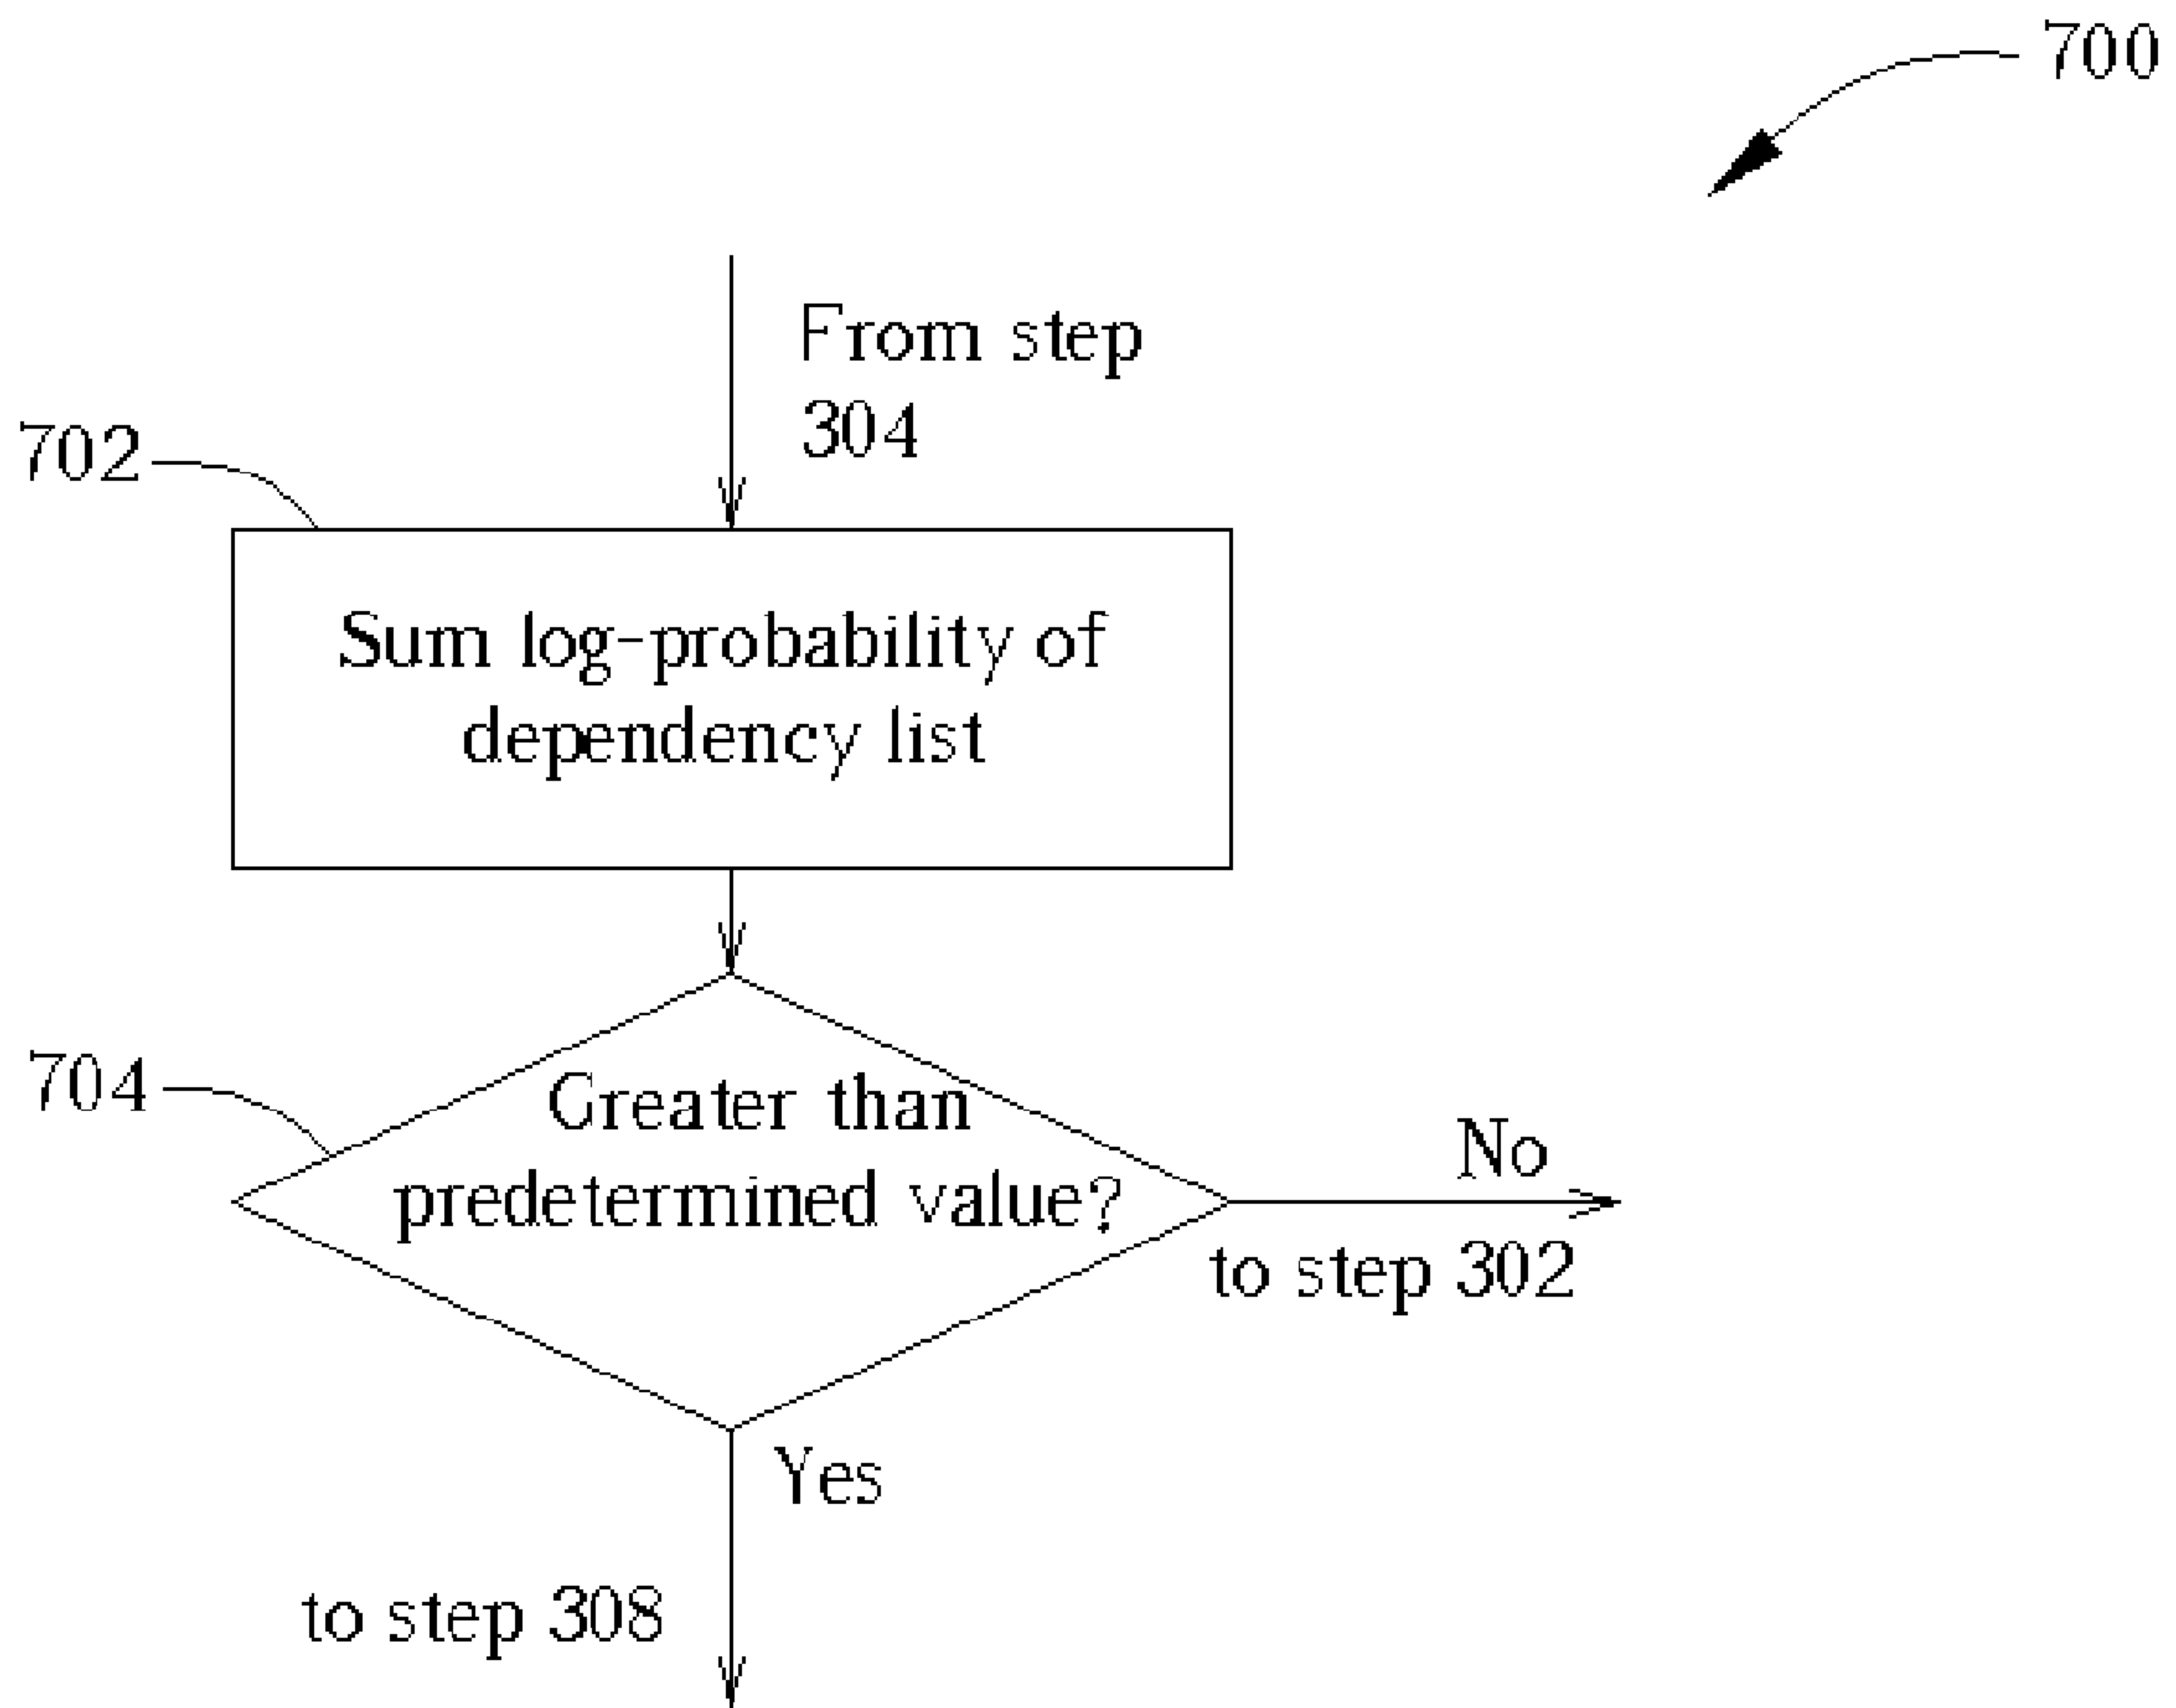 700
From step
304
702
Sum log-probability of
dependency list
704
Greater than
predetermined value?
No
to step 302
Yes
to step 308